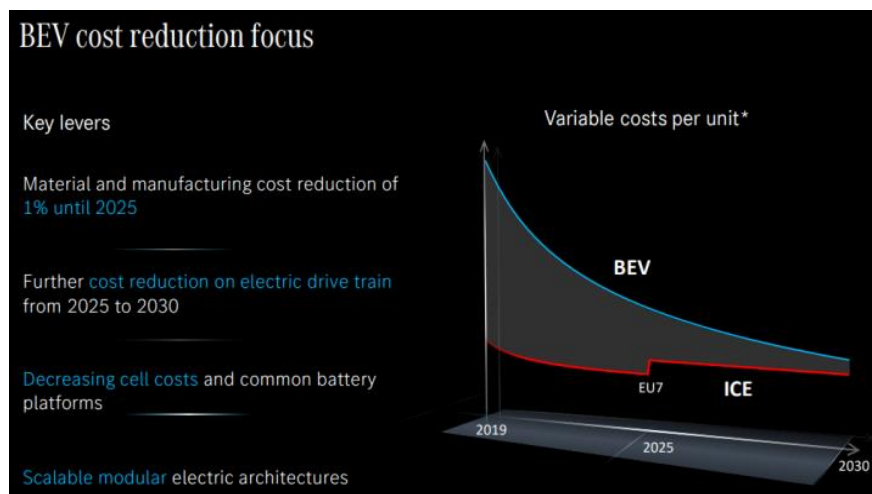 BEV cost reduction focus
Key levers
Material and manufacturing cost reduction of
1% until 2025
Further cost reduction on electric drive train
from 2025 to 2030
Decreasing cell costs and common battery
platforms
Scalable modular electric architectures
Variable costs per unit*
BEV
EU7
ICE
2019
2025
2030